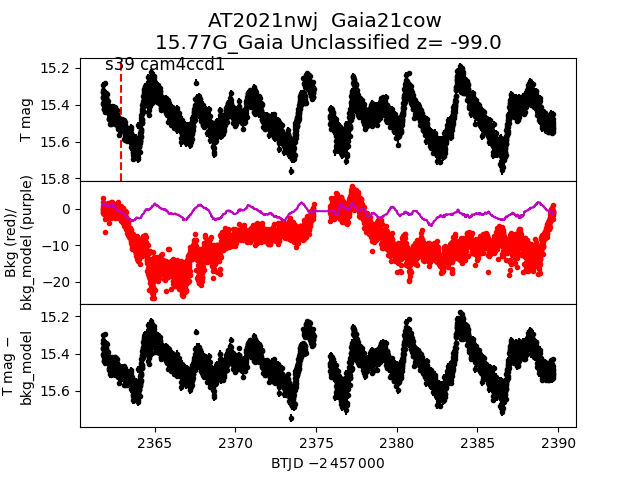 AT2021nwj  Gaia21cow
15.77G_Gaia Unclassified z= -99.0
s39 cam4ccd1
15.2
15.4
15.6
15.8
T mag
0
−10
−20
Bkg (red)/
bkg_model (purple)
15.2
15.4
15.6
T mag −
bkg_model
2365
2370
2375
2380
2385
2390
BTJD −2 457 000